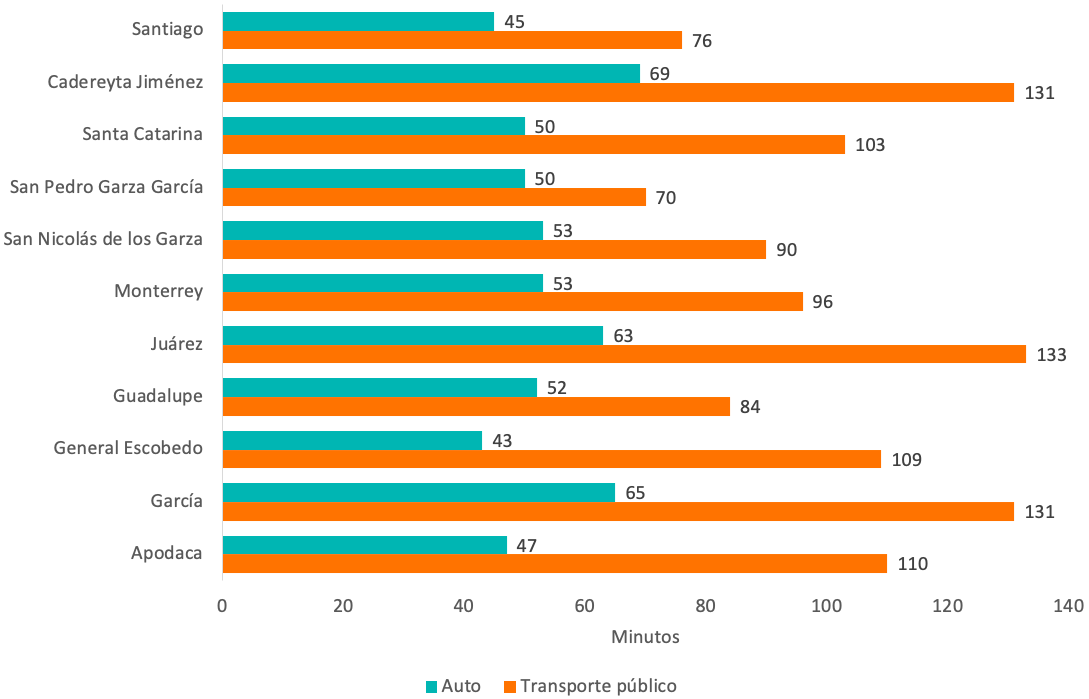 Santiago
45
76
Cadereyta Jiménez
69
131
Santa Catarina
50
103
San Pedro Garza García
50
70
San Nicolás de los Garza
53
90
Monterrey
53
96
Juárez
63
133
Guadalupe
52
84
General Escobedo
43
109
García
65
131
Apodaca
47
110
0 20 40 60 80 100 120 140
Minutos
Auto Transporte público